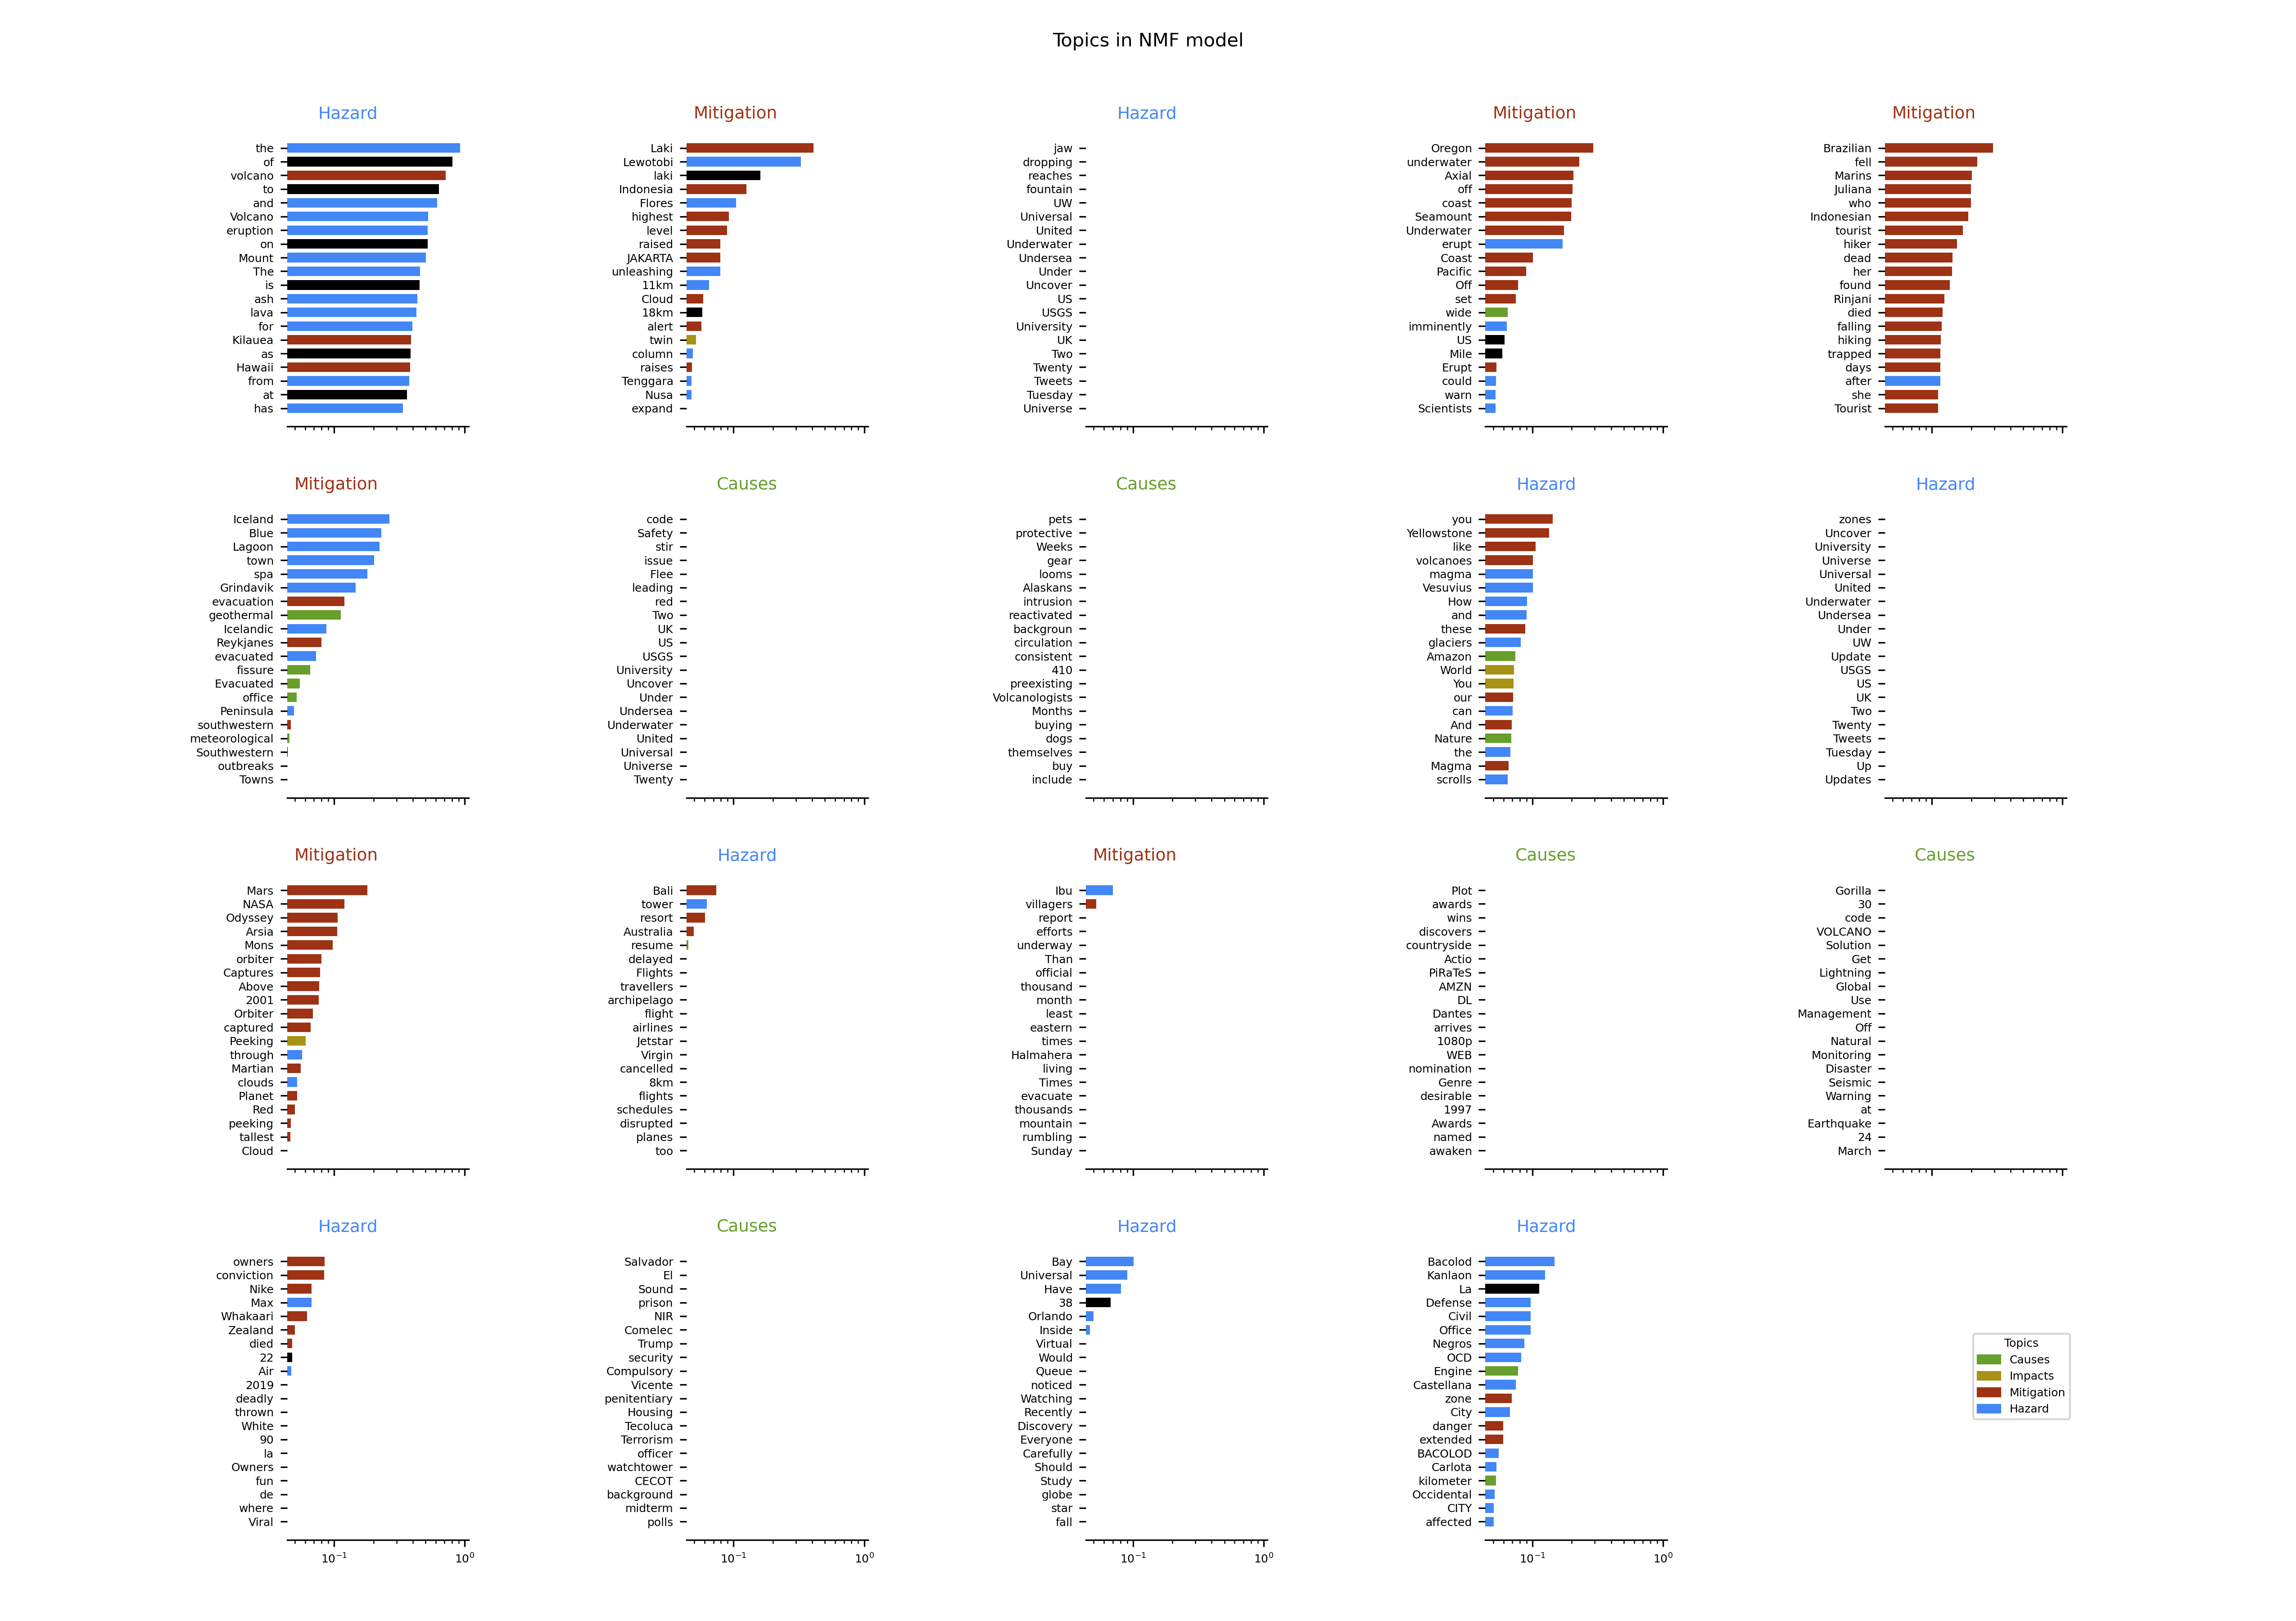 Topics in NMF model
Hazard
the
of
volcano
to
and
Volcano
eruption
on
Mount
The
is
ash
lava
for
Kilauea
as
Hawaii
from
at
has
Mitigation
Laki
Lewotobi
laki
Indonesia
Flores
highest
level
raised
JAKARTA
unleashing
11km
Cloud
18km
alert
twin
column
raises
Tenggara
Nusa
expand
Hazard
jaw
dropping
reaches
fountain
UW
Universal
United
Underwater
Undersea
Under
Uncover
US
USGS
University
UK
Two
Twenty
Tweets
Tuesday
Universe
Mitigation
Oregon
underwater
Axial
off
coast
Seamount
Underwater
erupt
Coast
Pacific
Off
set
wide
imminently
US
Mile
Erupt
could
warn
Scientists
Mitigation
Brazilian
fell
Marins
Juliana
who
Indonesian
tourist
hiker
dead
her
found
Rinjani
died
falling
hiking
trapped
days
after
she
Tourist
Mitigation
Iceland
Blue
Lagoon
town
spa
Grindavik
evacuation
geothermal
Icelandic
Reykjanes
evacuated
fissure
Evacuated
office
Peninsula
southwestern
meteorological
Southwestern
outbreaks
Towns
Causes
code
Safety
stir
issue
Flee
leading
red
Two
UK
US
USGS
University
Uncover
Under
Undersea
Underwater
United
Universal
Universe
Twenty
Causes
pets
protective
Weeks
gear
looms
Alaskans
intrusion
reactivated
backgroun
circulation
consistent
410
preexisting
Volcanologists
Months
buying
dogs
themselves
buy
include
Hazard
you
Yellowstone
like
volcanoes
magma
Vesuvius
How
and
these
glaciers
Amazon
World
You
our
can
And
Nature
the
Magma
scrolls
Hazard
zones
Uncover
University
Universe
Universal
United
Underwater
Undersea
Under
UW
Update
USGS
US
UK
Two
Twenty
Tweets
Tuesday
Up
Updates
Mitigation
Mars
NASA
Odyssey
Arsia
Mons
orbiter
Captures
Above
2001
Orbiter
captured
Peeking
through
Martian
clouds
Planet
Red
peeking
tallest
Cloud
Hazard
Bali
tower
resort
Australia
resume
delayed
Flights
travellers
archipelago
flight
airlines
Jetstar
Virgin
cancelled
8km
flights
schedules
disrupted
planes
too
Mitigation
Ibu
villagers
report
efforts
underway
Than
official
thousand
month
least
eastern
times
Halmahera
living
Times
evacuate
thousands
mountain
rumbling
Sunday
Causes
Plot
awards
wins
discovers
countryside
Actio
PiRaTeS
AMZN
DL
Dantes
arrives
1080p
WEB
nomination
Genre
desirable
1997
Awards
named
awaken
Causes
Gorilla
30
code
VOLCANO
Solution
Get
Lightning
Global
Use
Management
Off
Natural
Monitoring
Disaster
Seismic
Warning
at
Earthquake
24
March
Hazard
owners
conviction
Nike
Max
Whakaari
Zealand
died
22
Air
2019
deadly
thrown
White
90
la
Owners
fun
de
where
Viral
10⁻¹ 10⁰
Causes
Salvador
El
Sound
prison
NIR
Comelec
Trump
security
Compulsory
Vicente
penitentiary
Housing
Tecoluca
Terrorism
officer
watchtower
CECOT
background
midterm
polls
10⁻¹ 10⁰
Hazard
Bay
Universal
Have
38
Orlando
Inside
Virtual
Would
Queue
noticed
Watching
Recently
Discovery
Everyone
Carefully
Should
Study
globe
star
fall
10⁻¹ 10⁰
Hazard
Bacolod
Kanlaon
La
Defense
Civil
Office
Negros
OCD
Engine
Castellana
zone
City
danger
extended
BACOLOD
Carlota
kilometer
Occidental
CITY
affected
10⁻¹ 10⁰
Topics
Causes
Impacts
Mitigation
Hazard